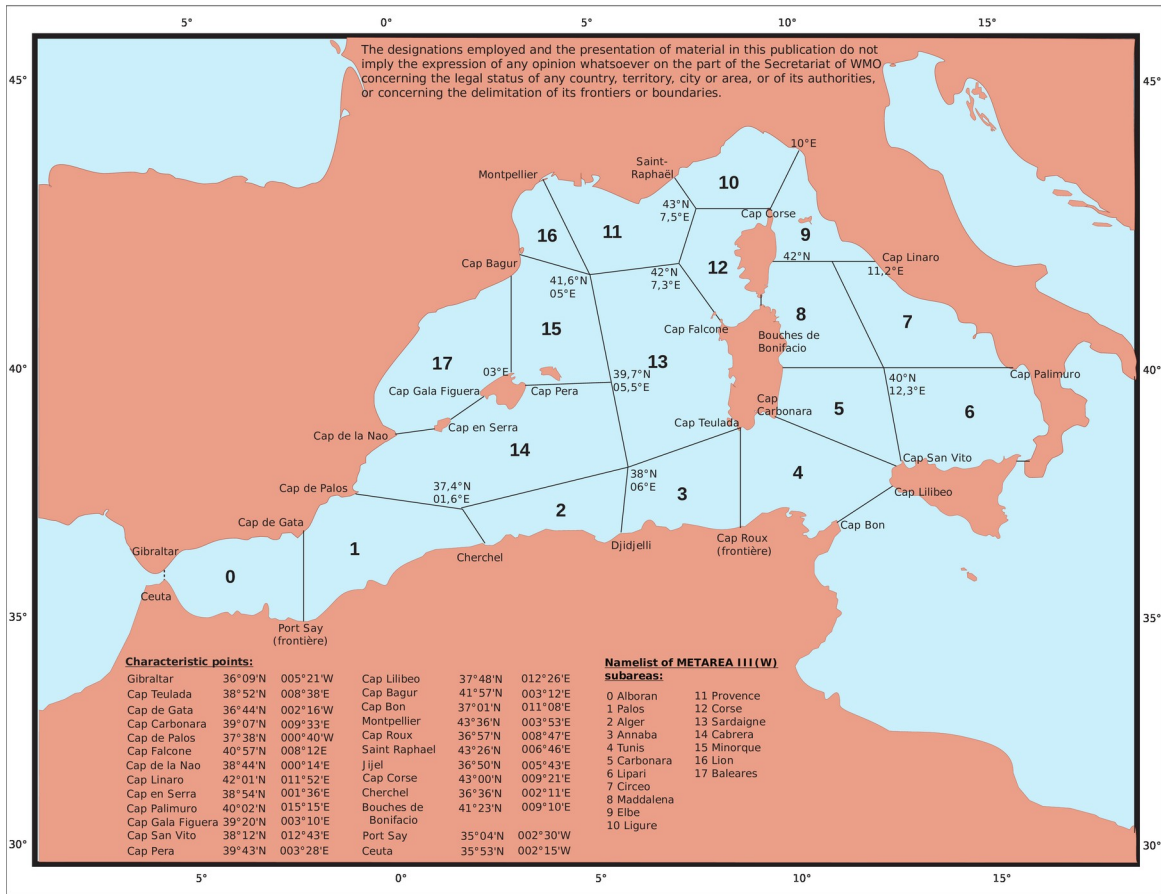 5° 0° 5° 10° 15°
The designations employed and the presentation of material in this publication do not
imply the expression of any opinion whatsoever on the part of the Secretariat of WMO
concerning the legal status of any country, territory, city or area, or of its authorities,
or concerning the delimitation of its frontiers or boundaries.
45° 45°
10°E
Saint-
Raphaël
Montpellier
10
43°N
7,5°E
Cap Corse
16
11
9
Cap Bagur
42°N
Cap Linaro
11,2°E
12
41,6°N
05°E
42°N
7,3°E
8
7
15
Cap Falcone
Bouches de
Bonifacio
17
13
40° 40°
03°E
39,7°N
05,5°E
40°N
12,3°E
Cap Palimuro
Cap Gala Figuera
Cap Pera
Cap
Carbonara
5
6
Cap en Serra
Cap Teulada
Cap de la Nao
14
Cap San Vito
38°N
06°E
4
Cap de Palos
37,4°N
01,6°E
3
Cap Lilibeo
2
Cap de Gata
Cap Bon
Gibraltar
1
Cherchel
Djidjelli
Cap Roux
(frontière)
0
Ceuta
35° 35°
Port Say
(frontière)
Characteristic points:
Gibraltar 36°09'N 005°21'W
Cap Teulada 38°52'N 008°38'E
Cap de Gata 36°44'N 002°16'W
Cap Carbonara 39°07'N 009°33'E
Cap de Palos 37°38'N 000°40'W
Cap Falcone 40°57'N 008°12'E
Cap de la Nao 38°44'N 000°14'E
Cap Linaro 42°01'N 011°52'E
Cap en Serra 38°54'N 001°36'E
Cap Palimuro 40°02'N 015°15'E
Cap Gala Figuera 39°20'N 003°10'E
Cap San Vito 38°12'N 012°43'E
Cap Pera 39°43'N 003°28'E
Cap Lilibeo 37°48'N 012°26'E
Cap Bagur 41°57'N 003°12'E
Cap Bon 37°01'N 011°08'E
Montpellier 43°36'N 003°53'E
Cap Roux 36°57'N 008°47'E
Saint Raphael 43°26'N 006°46'E
Jijel 36°50'N 005°43'E
Cap Corse 43°00'N 009°21'E
Cherchel 36°36'N 002°11'E
Bouches de 41°23'N 009°10'E
Bonifacio
Port Say 35°04'N 002°30'W
Ceuta 35°53'N 002°15'W
Namelist of METAREA III(W)
subareas:
0 Alboran
1 Palos
2 Alger
3 Annaba
4 Tunis
5 Carbonara
6 Lipari
7 Circeo
8 Maddalena
9 Elbe
10 Ligure
11 Provence
12 Corse
13 Sardaigne
14 Cabrera
15 Minorque
16 Lion
17 Baleares
30° 30°
5° 0° 5° 10° 15°